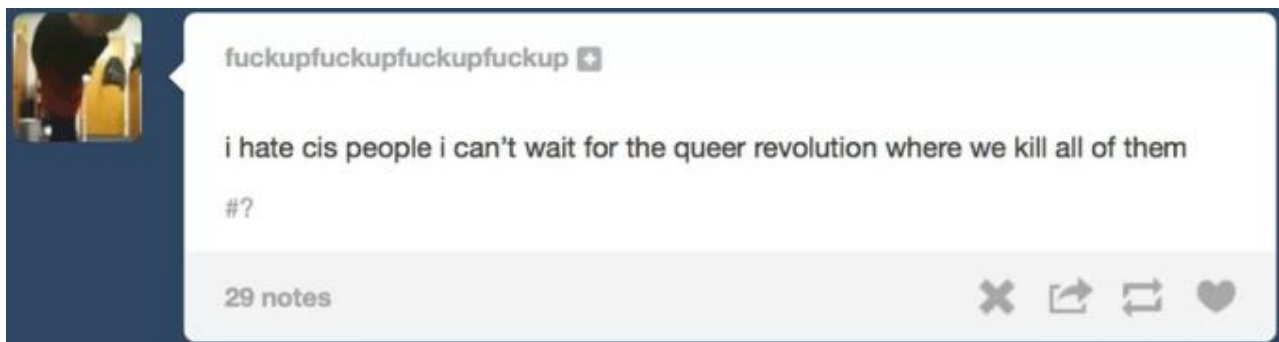 fuckupfuckupfuckupfuckup
i hate cis people i can't wait for the queer revolution where we kill all of them
#?
29 notes